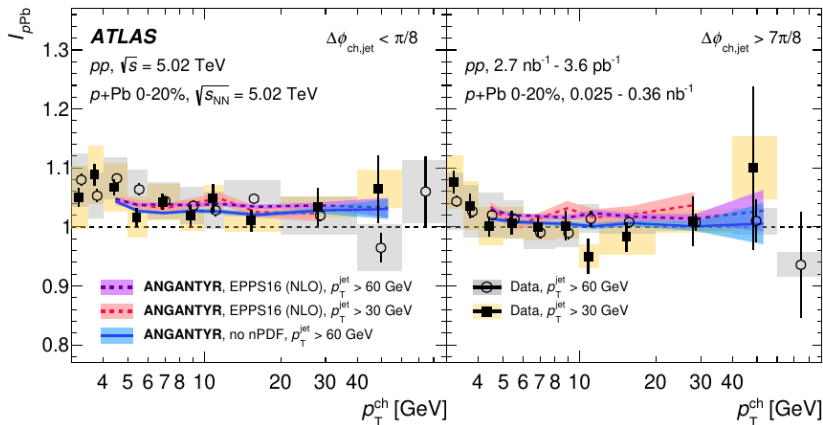 I_pPb
1.3
1.2
1.1
1
0.9
0.8
ATLAS
Δϕ_ch,jet < π/8
pp, √s = 5.02 TeV
p+Pb 0-20%, √s_NN = 5.02 TeV
ANGANTYR, EPPS16 (NLO), p_T^jet > 60 GeV
ANGANTYR, EPPS16 (NLO), p_T^jet > 30 GeV
ANGANTYR, no nPDF, p_T^jet > 60 GeV
4 5 6 7 8 10 20 30 40
p_T^ch [GeV]
Δϕ_ch,jet > 7π/8
pp, 2.7 nb⁻¹ - 3.6 pb⁻¹
p+Pb 0-20%, 0.025 - 0.36 nb⁻¹
Data, p_T^jet > 60 GeV
Data, p_T^jet > 30 GeV
4 5 6 7 8 10 20 30 40
p_T^ch [GeV]